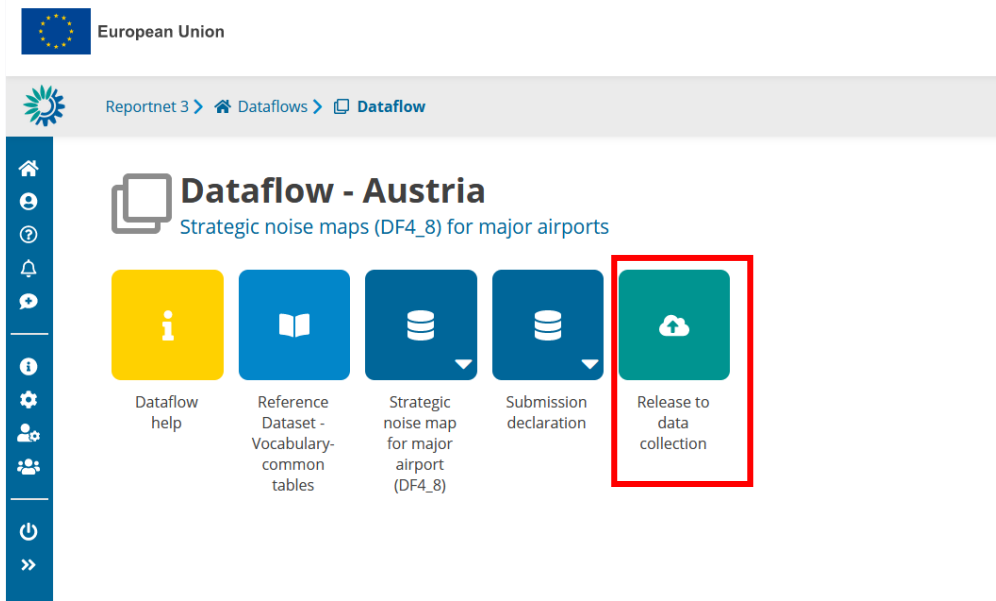 European Union
Reportnet 3 Dataflows Dataflow
Dataflow - Austria
Strategic noise maps (DF4_8) for major airports
Dataflow
help
Reference
Dataset -
Vocabulary-
common
tables
Strategic
noise map
for major
airport
(DF4_8)
Submission
declaration
Release to
data
collection